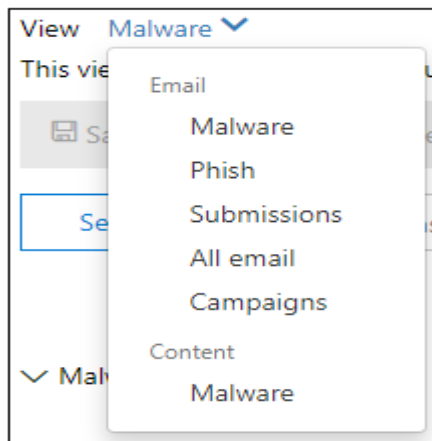 View Malware
This vie
Email
Malware
Phish
Submissions
All email
Campaigns
Content
Malware
Sa
Se
Mal